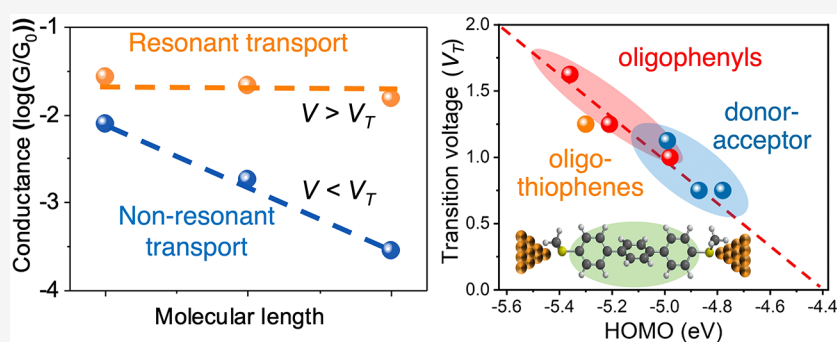 Conductance (log(G/G0))
-1
-2
-3
-4
Resonant transport
V > VT
V < VT
Non-resonant
transport
Molecular length
Transition voltage (VT)
2.0
1.5
1.0
0.5
0.0
oligophenyls
donor-
acceptor
oligo-
thiophenes
-5.6 -5.4 -5.2 -5.0 -4.8 -4.6 -4.4
HOMO (eV)